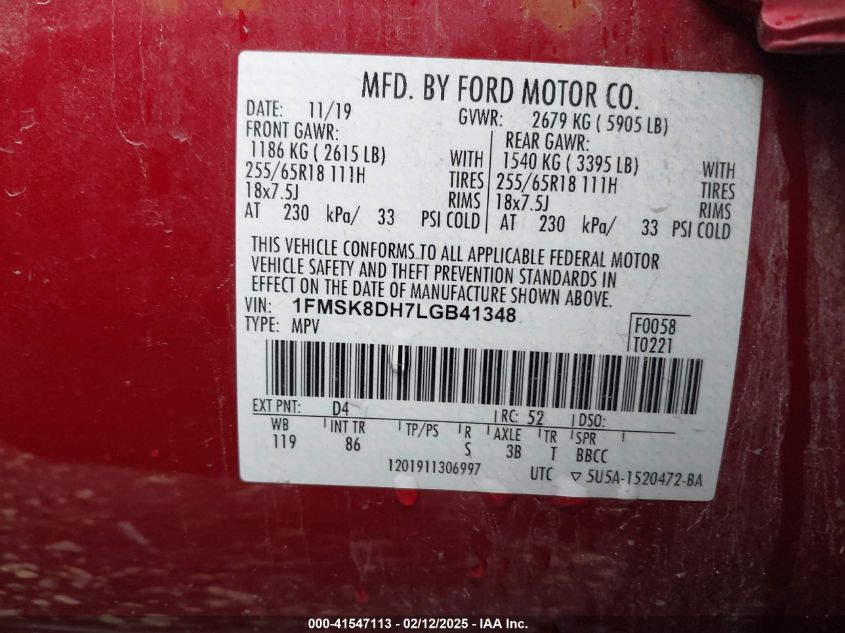 MFD. BY FORD MOTOR CO.
DATE: 11/19 GVWR: 2679 KG ( 5905 LB)
FRONT GAWR: REAR GAWR:
1186 KG ( 2615 LB) WITH 1540 KG ( 3395 LB) WITH
255/65R18 111H TIRES 255/65R18 111H TIRES
18x7.5J RIMS 18x7.5J RIMS
AT 230 kPa/ 33 PSI COLD AT 230 kPa/ 33 PSI COLD
THIS VEHICLE CONFORMS TO ALL APPLICABLE FEDERAL MOTOR
VEHICLE SAFETY AND THEFT PREVENTION STANDARDS IN
EFFECT ON THE DATE OF MANUFACTURE SHOWN ABOVE.
VIN: 1FMSK8DH7LGB41348 F0058
TYPE: MPV T0221
EXT PNT: D4 RC: 52 DSO:
WB INT TR TP/PS R AXLE TR SPR
119 86 S 3B T BBCC
1201911306997 UTC ▽ 5U5A-1520472-BA
000-41547113 - 02/12/2025 - IAA Inc.